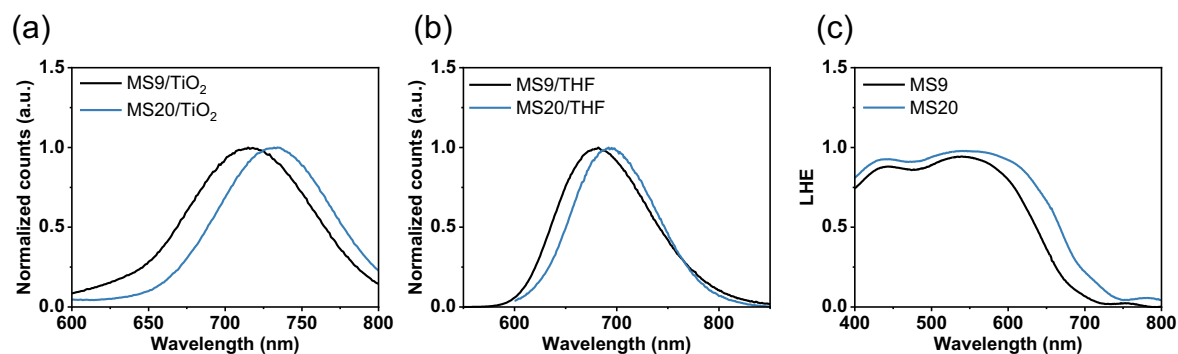 (a)
(b)
(c)
1.5
1.0
0.5
0.0
Normalized counts (a.u.)
MS9/TiO₂
MS20/TiO₂
600 650 700 750 800
Wavelength (nm)
1.5
1.0
0.5
0.0
Normalized counts (a.u.)
MS9/THF
MS20/THF
600 700 800
Wavelength (nm)
1.5
1.0
0.5
0.0
LHE
MS9
MS20
400 500 600 700 800
Wavelength (nm)